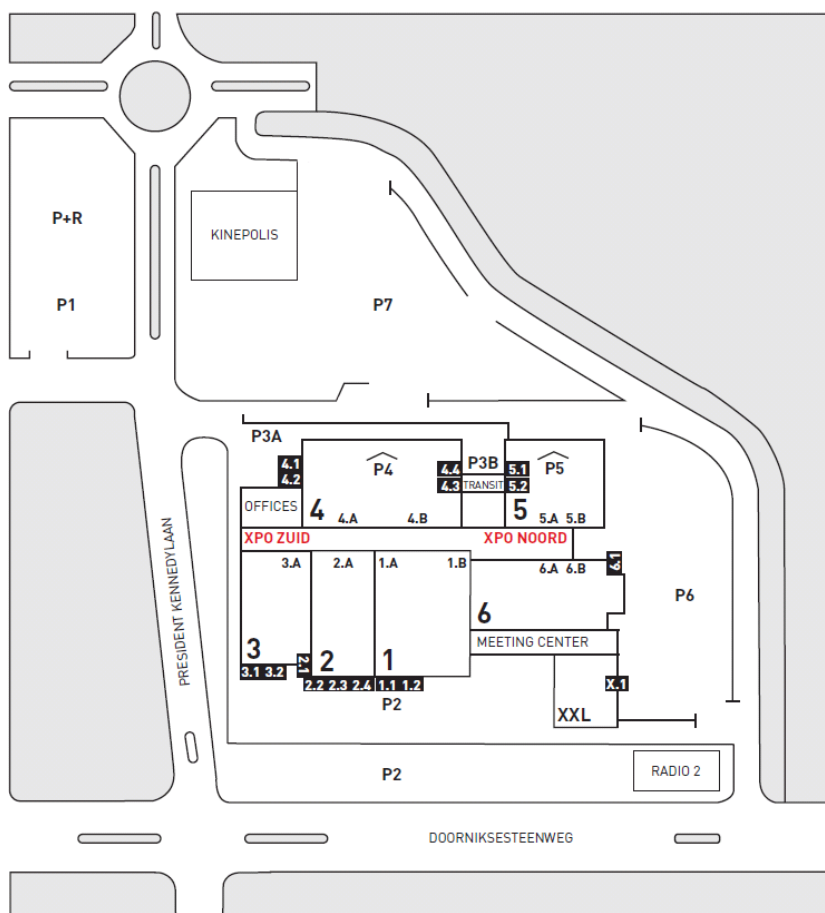 P+R
KINEPOLIS
P1
P7
P3A
4.1
4.2
P4
4.4
4.3
P3B
TRANSIT
5.1
5.2
P5
OFFICES
4
4.A
4.B
5
5.A 5.B
XPO ZUID
XPO NOORD
3.A
2.A
1.A
1.B
6.A 6.B
6.1
P6
PRESIDENT KENNEDYLAAN
3
2
1
6
MEETING CENTER
2.1
3.1 3.2
2.2 2.3 2.4
1.1 1.2
X.1
P2
XXL
P2
RADIO 2
DOORNIKSESTEENWEG